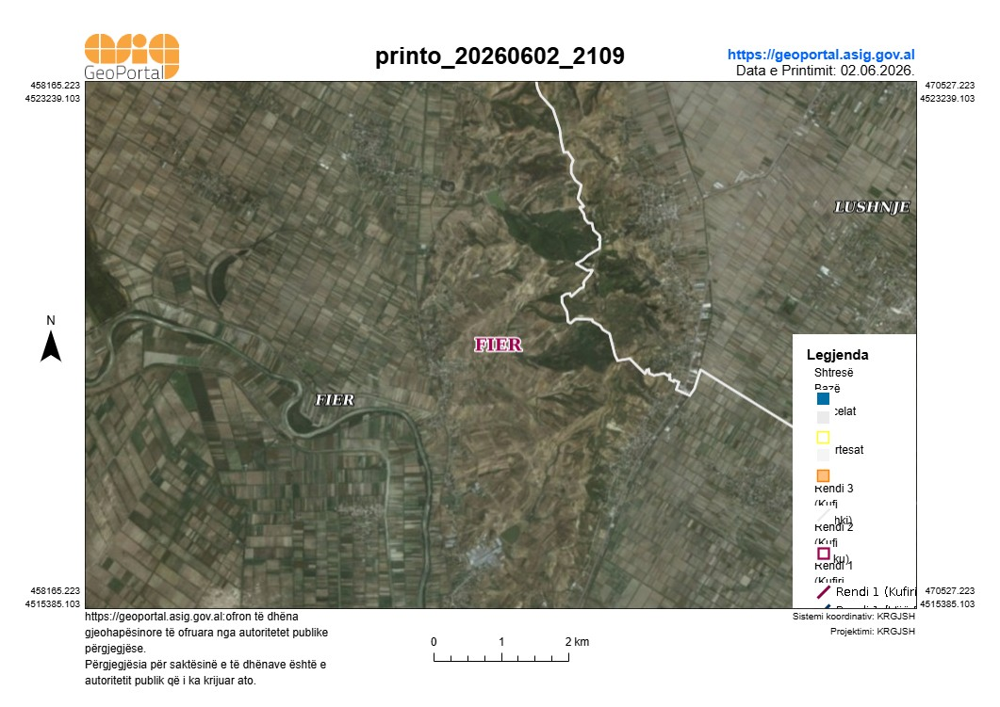 GeoPortal
printo_20260602_2109
https://geoportal.asig.gov.al
Data e Printimit: 02.06.2026.
458165.223
4523239.103
470527.223
4523239.103
LUSHNJE
N
FIER
FIER
Legjenda
Shtresë
Bazë
Rendi 3
(Kufi
Rendi 2
(Kufi
Rendi 1
(Kufiri
Rendi 1 (Kufiri
458165.223
4515385.103
470527.223
4515385.103
https://geoportal.asig.gov.al:ofron të dhëna
gjeohapësinore të ofruara nga autoritetet publike
përgjegjëse.
Përgjegjësia për saktësinë e të dhënave është e
autoritetit publik që i ka krijuar ato.
0 1 2 km
Sistemi koordinativ: KRGJSH
Projektimi: KRGJSH